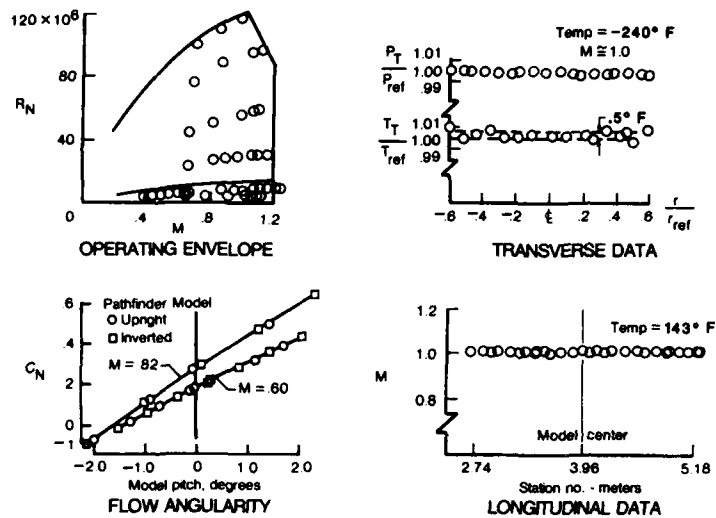 120 × 10⁶
80
R_N
40
0
.4
.8
1.2
M
OPERATING ENVELOPE
Temp = -240° F
M ≅ 1.0
P_T
P_ref
1.01
1.00
.99
T_T
T_ref
1.01
1.00
.99
.5° F
-.6
-.4
-.2
℄
.2
.4
.6
r
r_ref
TRANSVERSE DATA
.6
.4
C_N
.2
0
-1
Pathfinder Model
○ Upright
□ Inverted
M = .82
M = .60
-2.0
-1.0
0
1.0
2.0
Model pitch, degrees
FLOW ANGULARITY
1.2
1.0
M
0.8
Temp = 143° F
Model center
2.74
3.96
5.18
Station no. - meters
LONGITUDINAL DATA